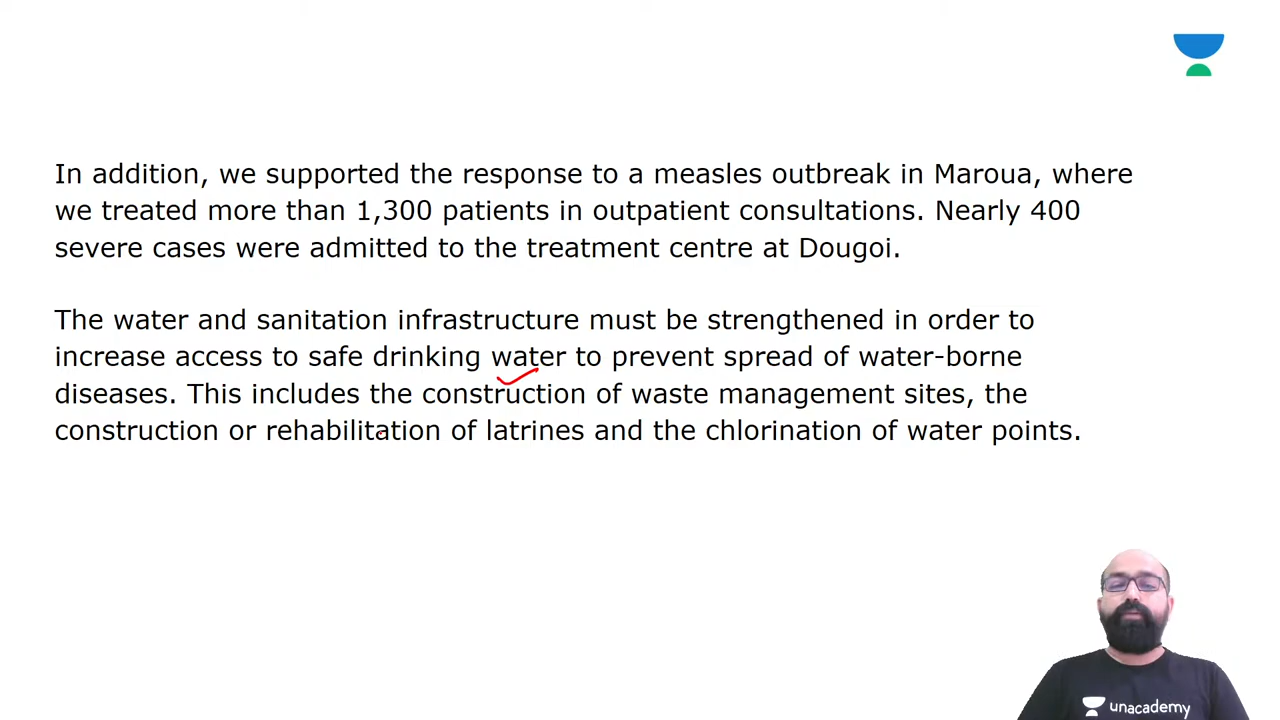 In addition, we supported the response to a measles outbreak in Maroua, where
we treated more than 1,300 patients in outpatient consultations. Nearly 400
severe cases were admitted to the treatment centre at Dougoi.
The water and sanitation infrastructure must be strengthened in order to
increase access to safe drinking water to prevent spread of water-borne
diseases. This includes the construction of waste management sites, the
construction or rehabilitation of latrines and the chlorination of water points.
unacademy